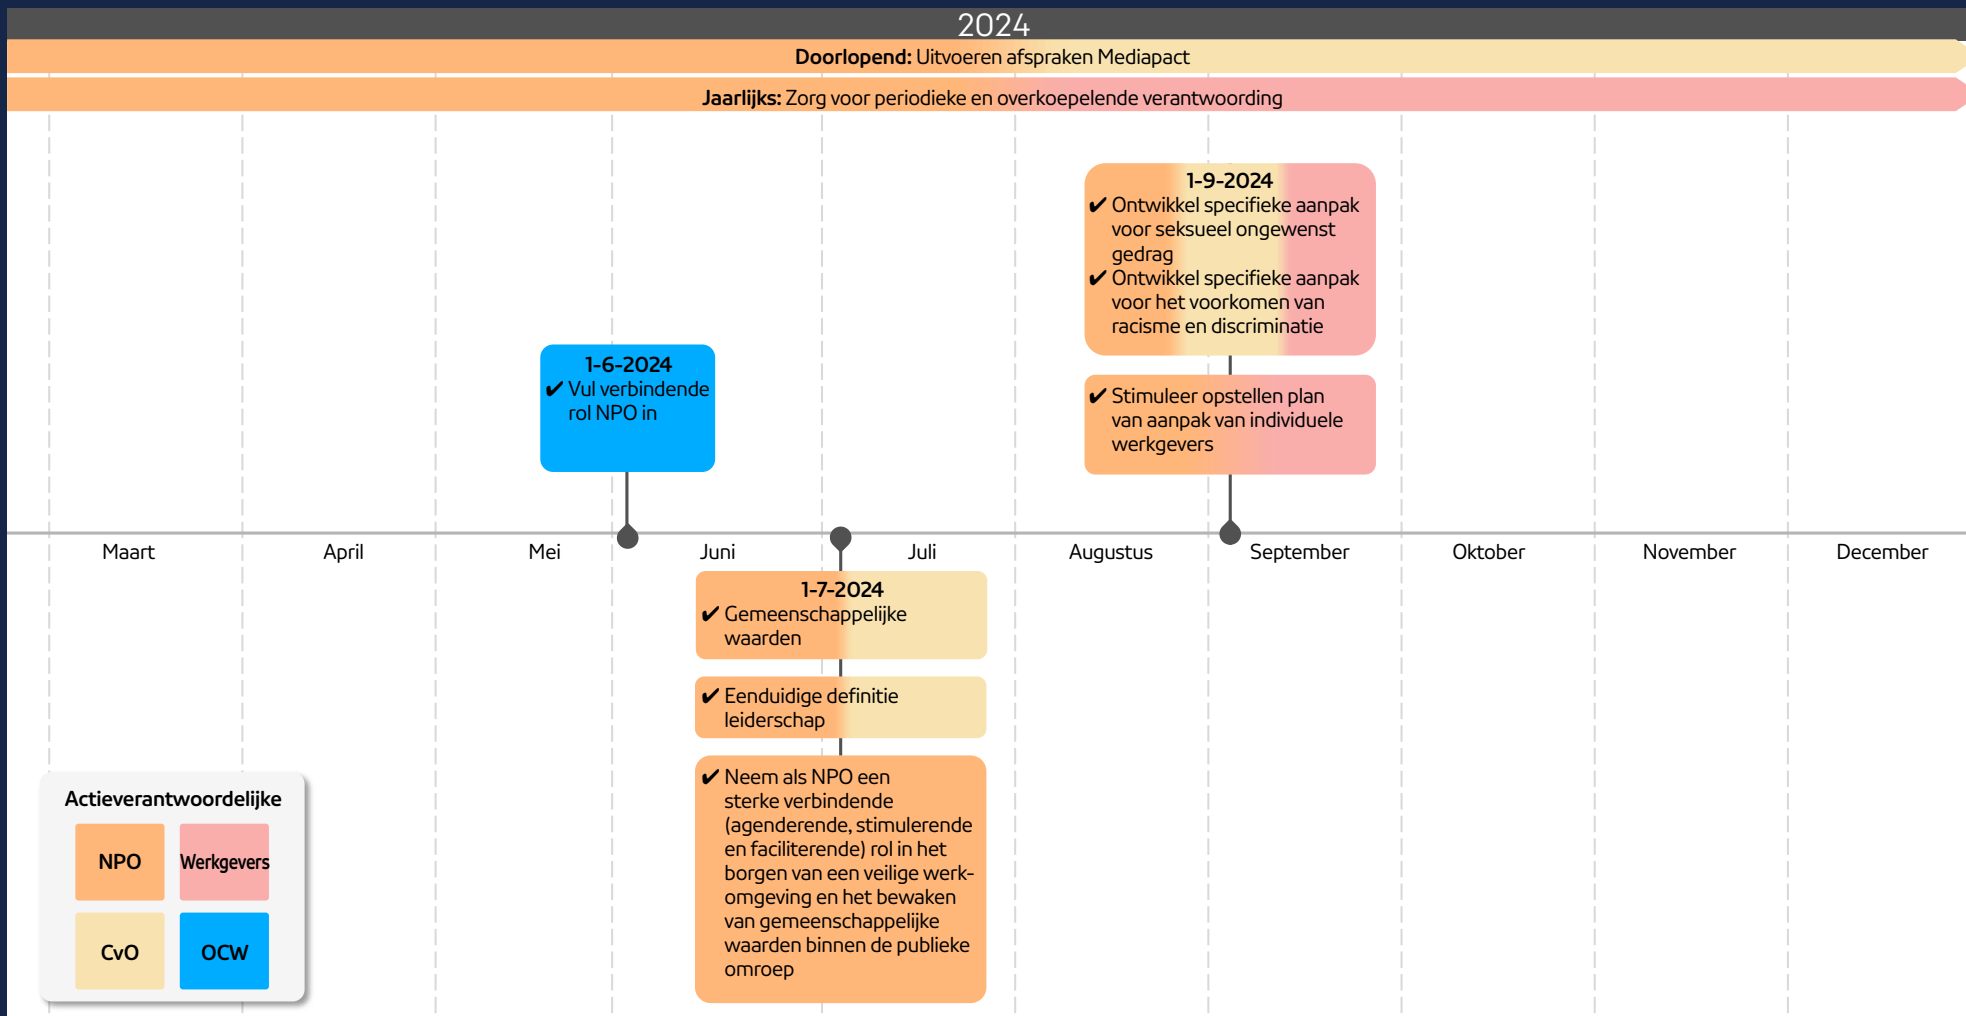 2024
Doorlopend: Uitvoeren afspraken Mediapact
Jaarlijks: Zorg voor periodieke en overkoepelende verantwoording
1-9-2024
✔ Ontwikkel specifieke aanpak
voor seksueel ongewenst
gedrag
✔ Ontwikkel specifieke aanpak
voor het voorkomen van
racisme en discriminatie
1-6-2024
✔ Vul verbindende
rol NPO in
✔ Stimuleer opstellen plan
van aanpak van individuele
werkgevers
Maart April Mei Juni Juli Augustus September Oktober November December
1-7-2024
✔ Gemeenschappelijke
waarden
✔ Eenduidige definitie
leiderschap
✔ Neem als NPO een
sterke verbindende
(agenderende, stimulerende
en faciliterende) rol in het
borgen van een veilige werk-
omgeving en het bewaken
van gemeenschappelijke
waarden binnen de publieke
omroep
Actieverantwoordelijke
NPO Werkgevers
CvO OCW